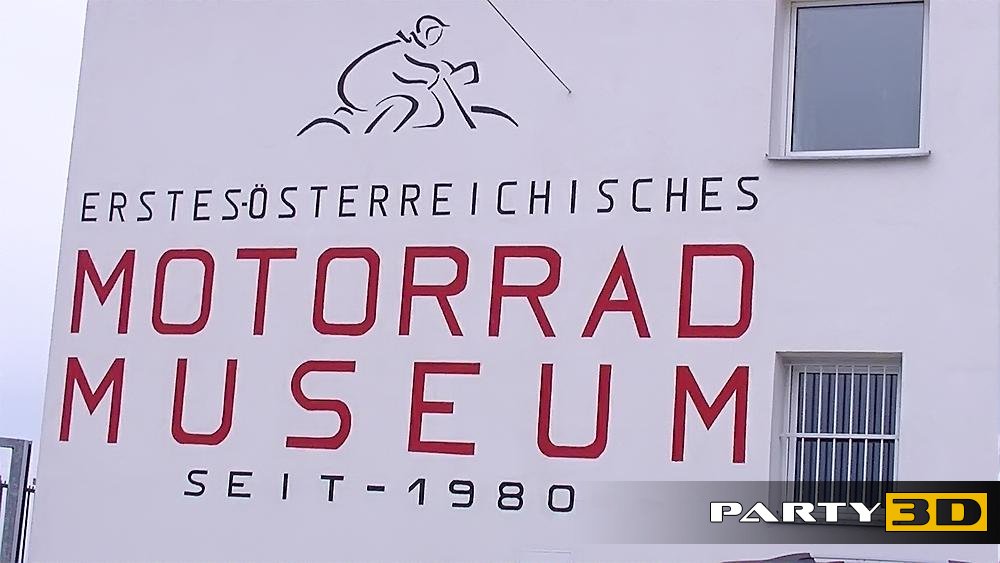 ERSTES-ÖSTERREICHISCHES
MOTORRAD
MUSEUM
SEIT-1980
PARTY3D